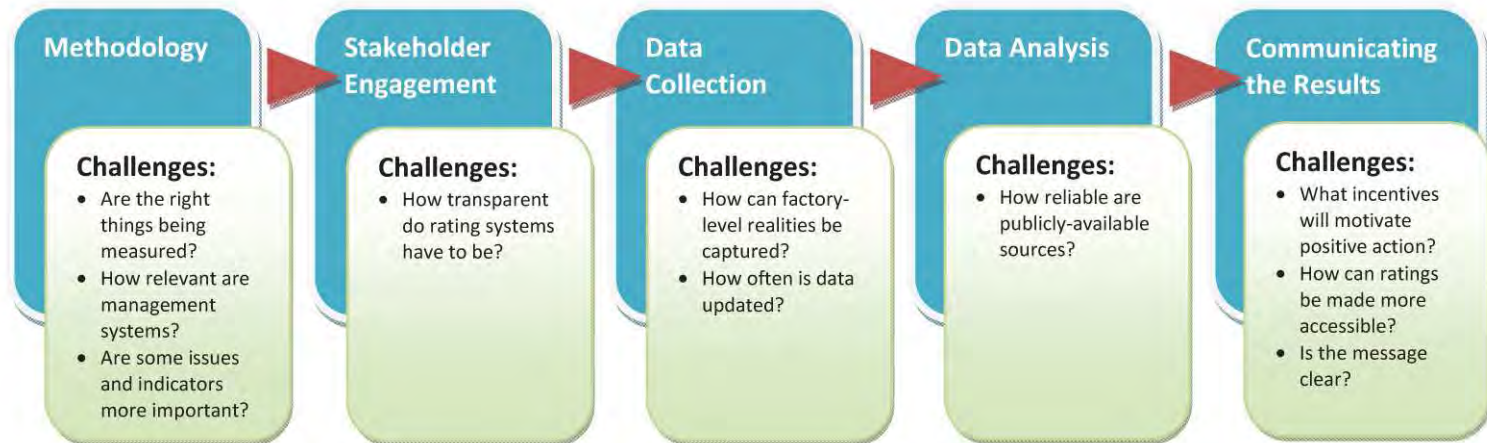 Methodology
Challenges:
• Are the right
things being
measured?
• How relevant are
management
systems?
• Are some issues
and indicators
more important?
Stakeholder
Engagement
Challenges:
• How transparent
do rating systems
have to be?
Data
Collection
Challenges:
• How can factory-
level realities be
captured?
• How often is data
updated?
Data Analysis
Challenges:
• How reliable are
publicly-available
sources?
Communicating
the Results
Challenges:
• What incentives
will motivate
positive action?
• How can ratings
be made more
accessible?
• Is the message
clear?